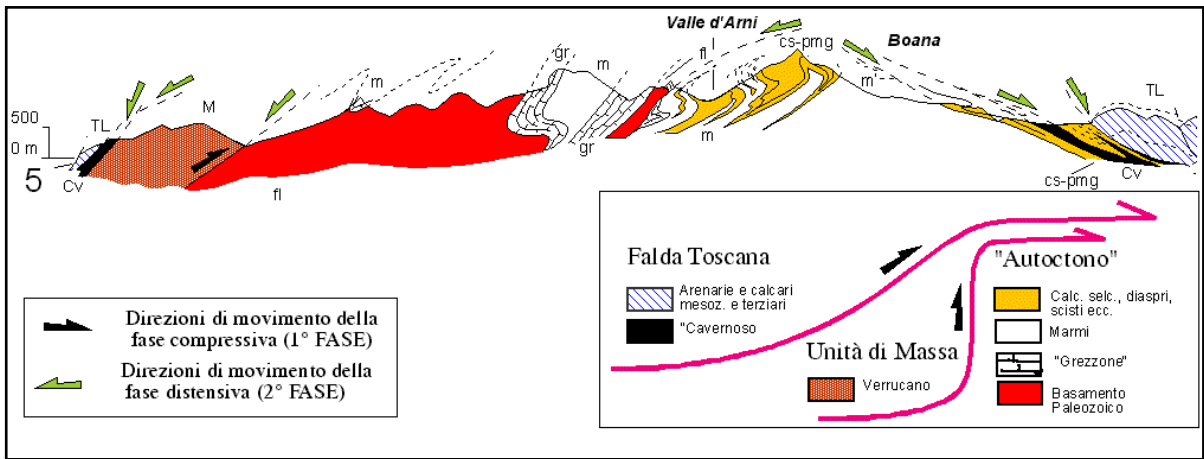 Valle d'Arni
Boana
cs-pmg
gr
m
fl
m
m
M
TL
TL
500
0 m
5
Cv
fl
gr
m
cs-pmg
Cv
Falda Toscana
Arenarie e calcari
mesoz. e terziari
"Cavernoso
Unità di Massa
Verrucano
"Autoctono"
Calc. selc., diaspri,
scisti ecc.
Marmi
"Grezzone"
Basamento
Paleozoico
Direzioni di movimento della
fase compressiva (1° FASE)
Direzioni di movimento della
fase distensiva (2° FASE)